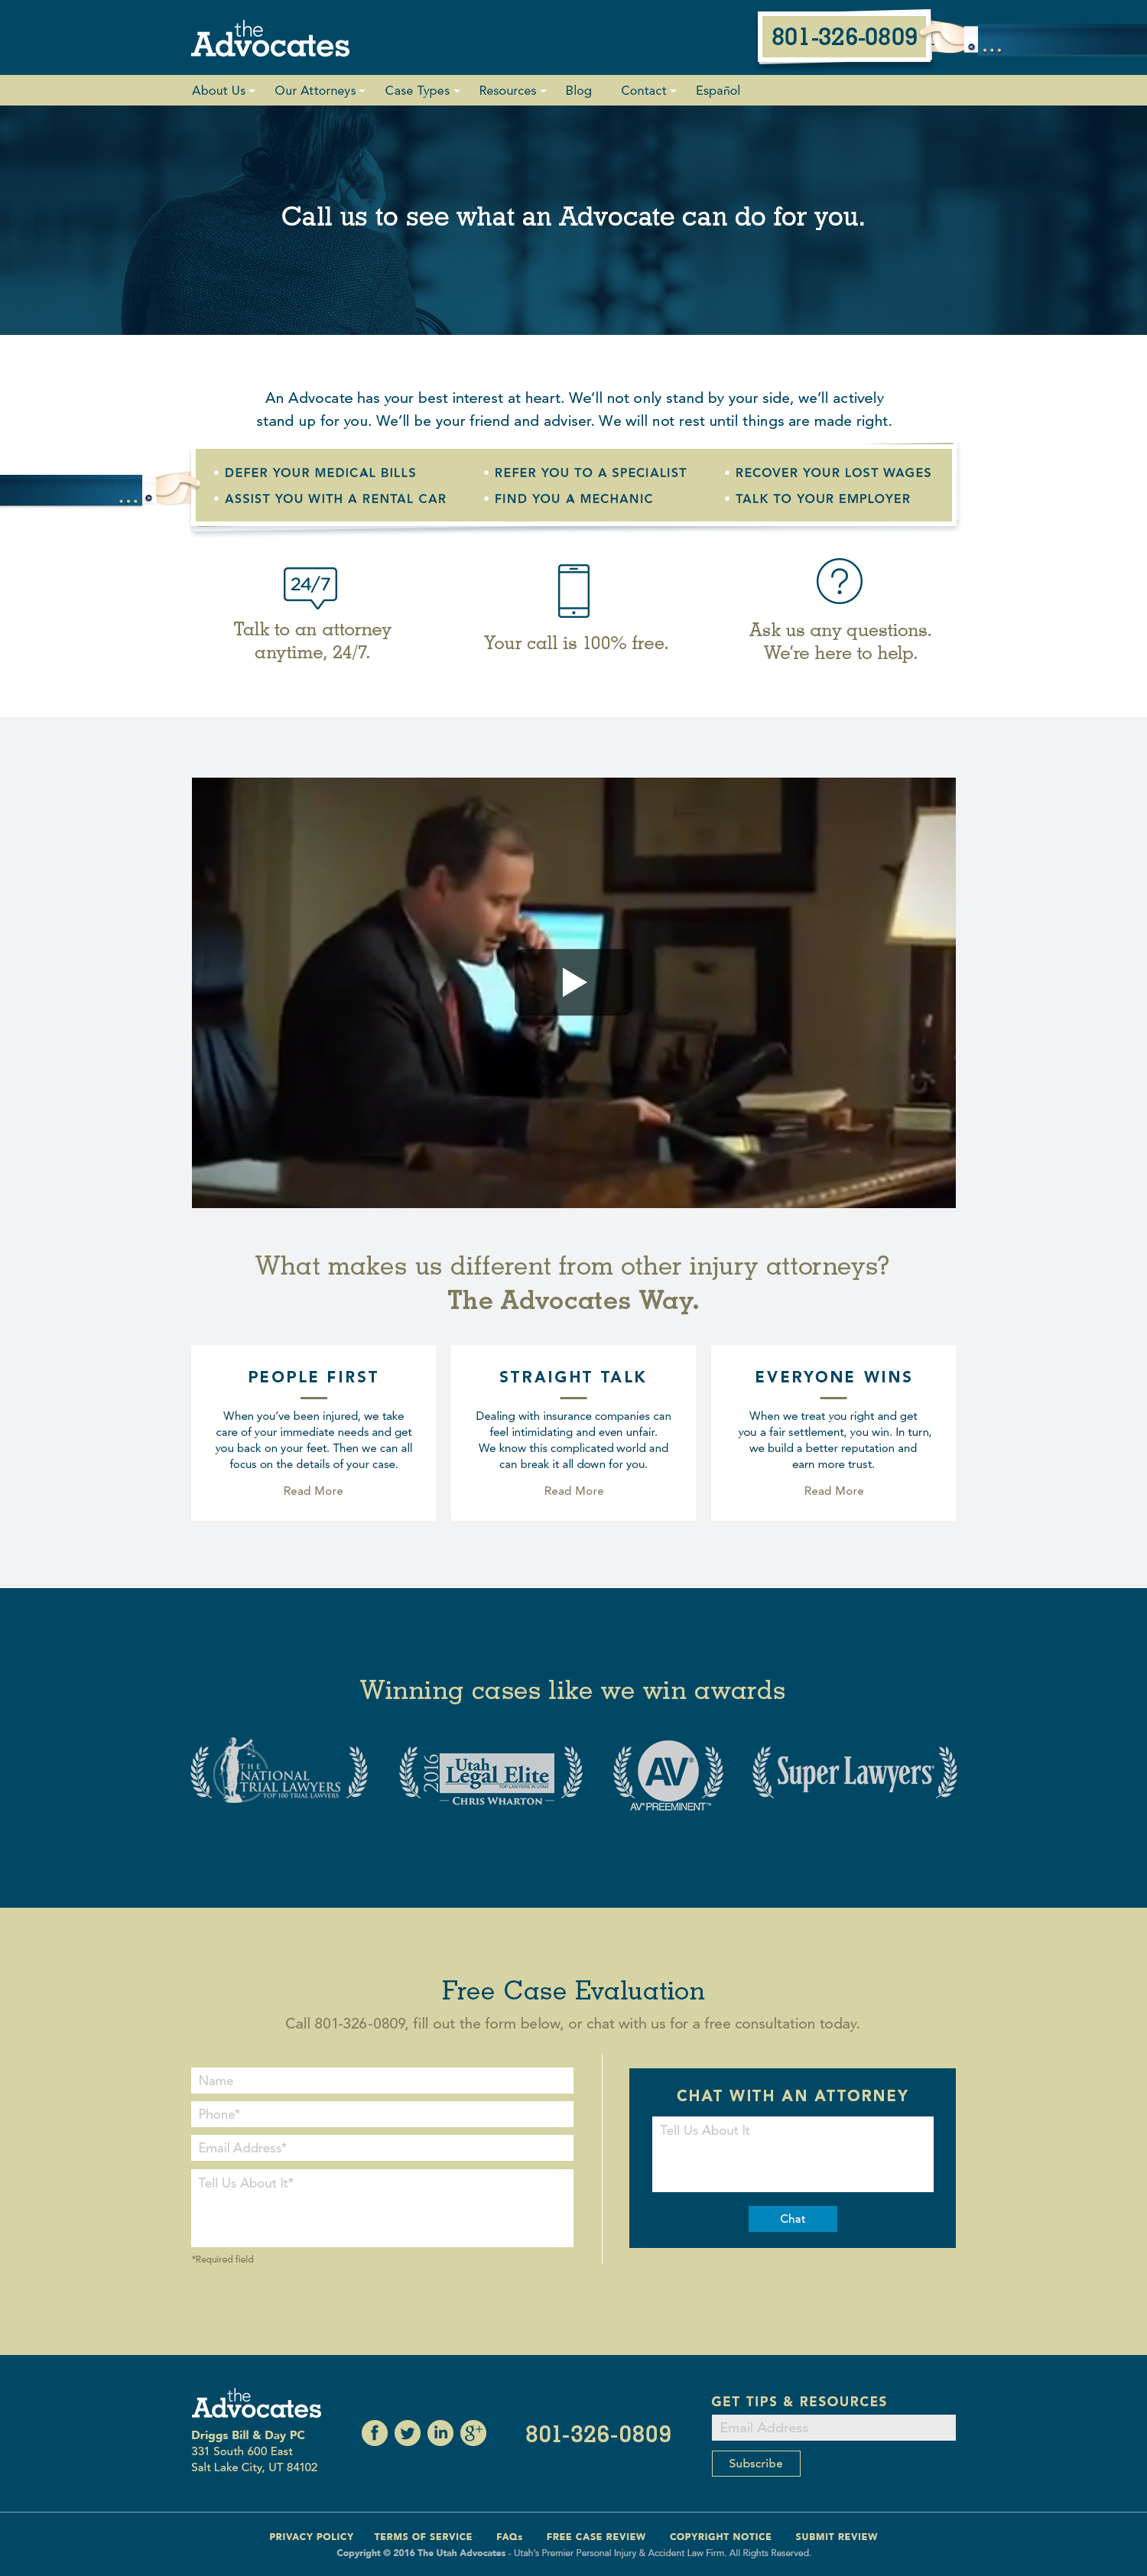 the
Advocates
801-326-0809
About Us
Our Attorneys
Case Types
Resources
Blog
Contact
Español
Call us to see what an Advocate can do for you.
An Advocate has your best interest at heart. We’ll not only stand by your side, we’ll actively
stand up for you. We’ll be your friend and adviser. We will not rest until things are made right.
• DEFER YOUR MEDICAL BILLS
• REFER YOU TO A SPECIALIST
• RECOVER YOUR LOST WAGES
• ASSIST YOU WITH A RENTAL CAR
• FIND YOU A MECHANIC
• TALK TO YOUR EMPLOYER
24/7
Talk to an attorney
anytime, 24/7.
Your call is 100% free.
?
Ask us any questions.
We’re here to help.
What makes us different from other injury attorneys?
The Advocates Way.
PEOPLE FIRST
When you’ve been injured, we take
care of your immediate needs and get
you back on your feet. Then we can all
focus on the details of your case.
Read More
STRAIGHT TALK
Dealing with insurance companies can
feel intimidating and even unfair.
We know this complicated world and
can break it all down for you.
Read More
EVERYONE WINS
When we treat you right and get
you a fair settlement, you win. In turn,
we build a better reputation and
earn more trust.
Read More
Winning cases like we win awards
THE
NATIONAL
TRIAL LAWYERS
TOP 100 TRIAL LAWYERS
2016
Utah
Legal Elite
TOP LAWYERS IN UTAH
CHRIS WHARTON
AV®
AV® PREEMINENT™
Super Lawyers®
Free Case Evaluation
Call 801-326-0809, fill out the form below, or chat with us for a free consultation today.
Name
Phone*
Email Address*
Tell Us About It*
*Required field
CHAT WITH AN ATTORNEY
Tell Us About It
Chat
the
Advocates
Driggs Bill & Day PC
331 South 600 East
Salt Lake City, UT 84102
f
in
g+
801-326-0809
GET TIPS & RESOURCES
Email Address
Subscribe
PRIVACY POLICY
TERMS OF SERVICE
FAQs
FREE CASE REVIEW
COPYRIGHT NOTICE
SUBMIT REVIEW
Copyright © 2016 The Utah Advocates - Utah’s Premier Personal Injury & Accident Law Firm. All Rights Reserved.